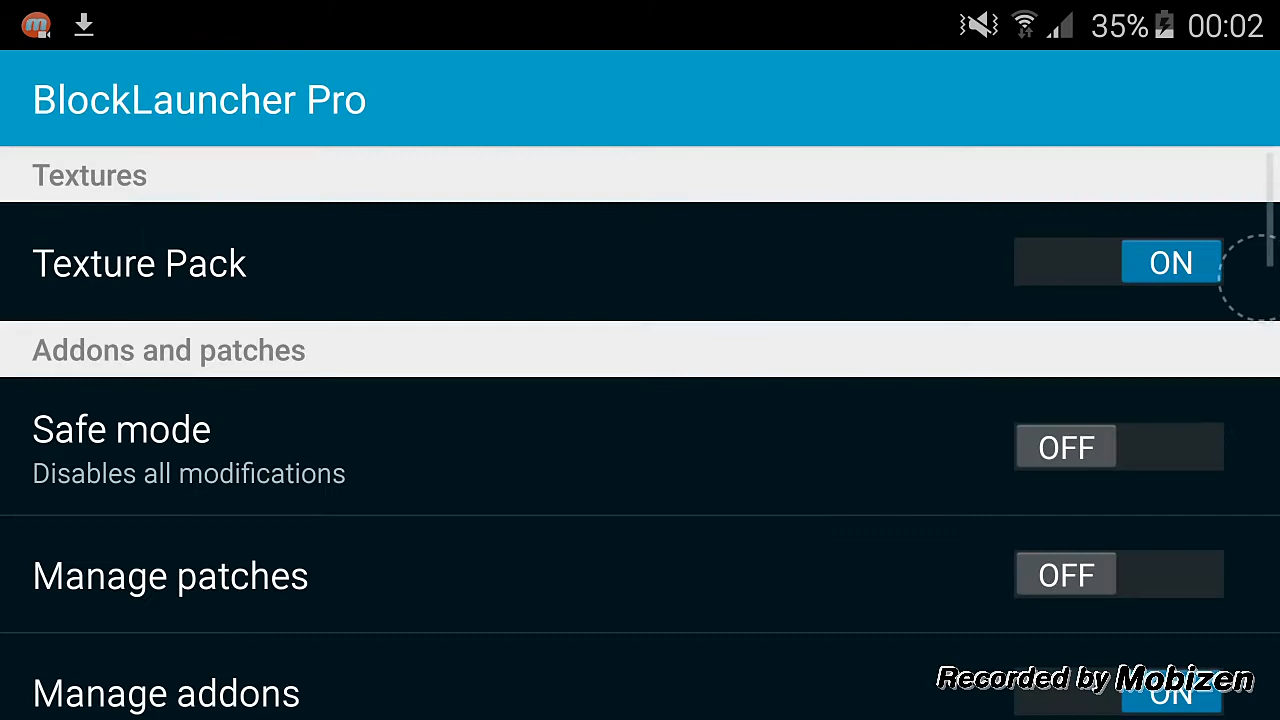 35% 00:02
BlockLauncher Pro
Textures
Texture Pack ON
Addons and patches
Safe mode OFF
Disables all modifications
Manage patches OFF
Manage addons ON
Recorded by Mobizen